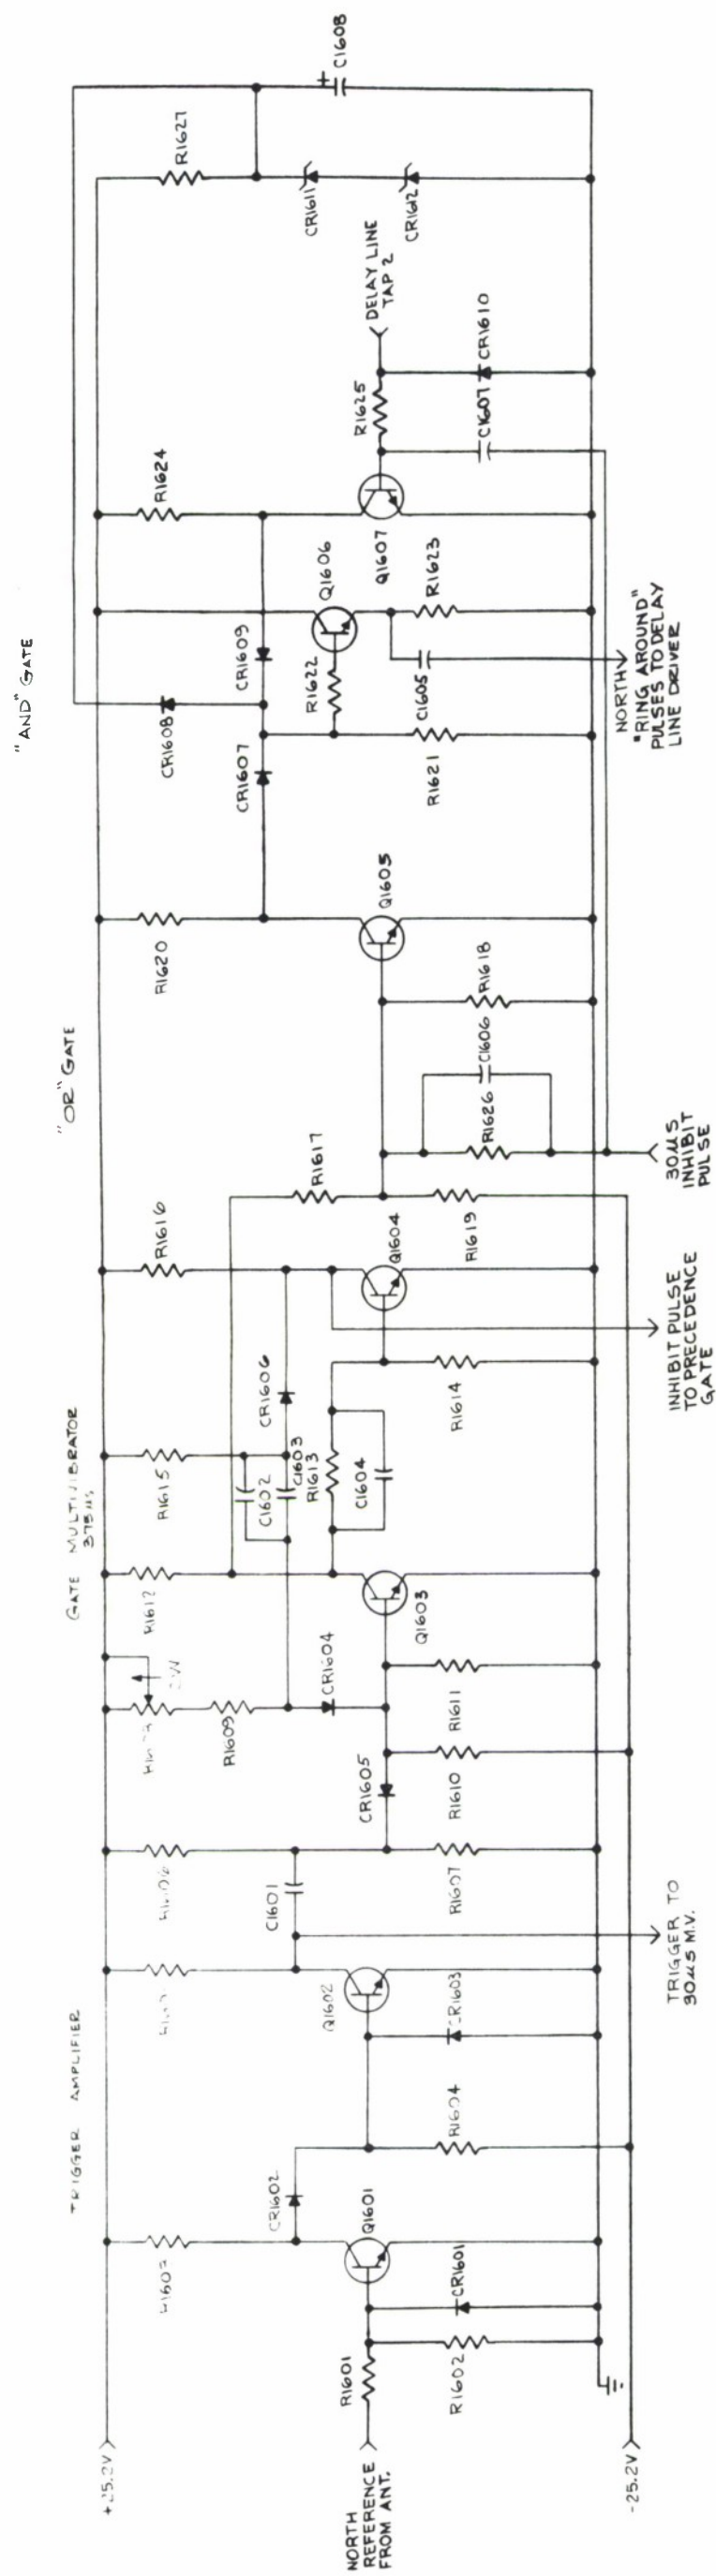 TRIGGER AMPLIFIER
GATE MULTIVIBRATOR
"OR" GATE
"AND" GATE
+25.2V
NORTH
REFERENCE
FROM ANT.
-25.2V
R1601
R1602
CR1601
Q1601
CR1602
R1604
CR1603
Q1602
TRIGGER TO
30µS M.V.
C1601
R1607
CR1605
R1610
R1611
R1609
2W
CR1604
Q1603
R1612
R1615
C1602
C1603
R1613
C1604
CR1606
R1614
R1616
Q1604
INHIBIT PULSE
TO PRECEDENCE
GATE
R1617
R1619
30µS
INHIBIT
PULSE
R1626
C1606
R1618
Q1605
R1620
CR1607
CR1608
CR1609
R1621
R1622
C1605
Q1606
R1623
NORTH
"RING AROUND"
PULSES TO DELAY
LINE DRIVER
R1624
Q1607
R1625
C1607
CR1610
DELAY LINE
TAP 2
R1627
CR1611
CR1612
C1608